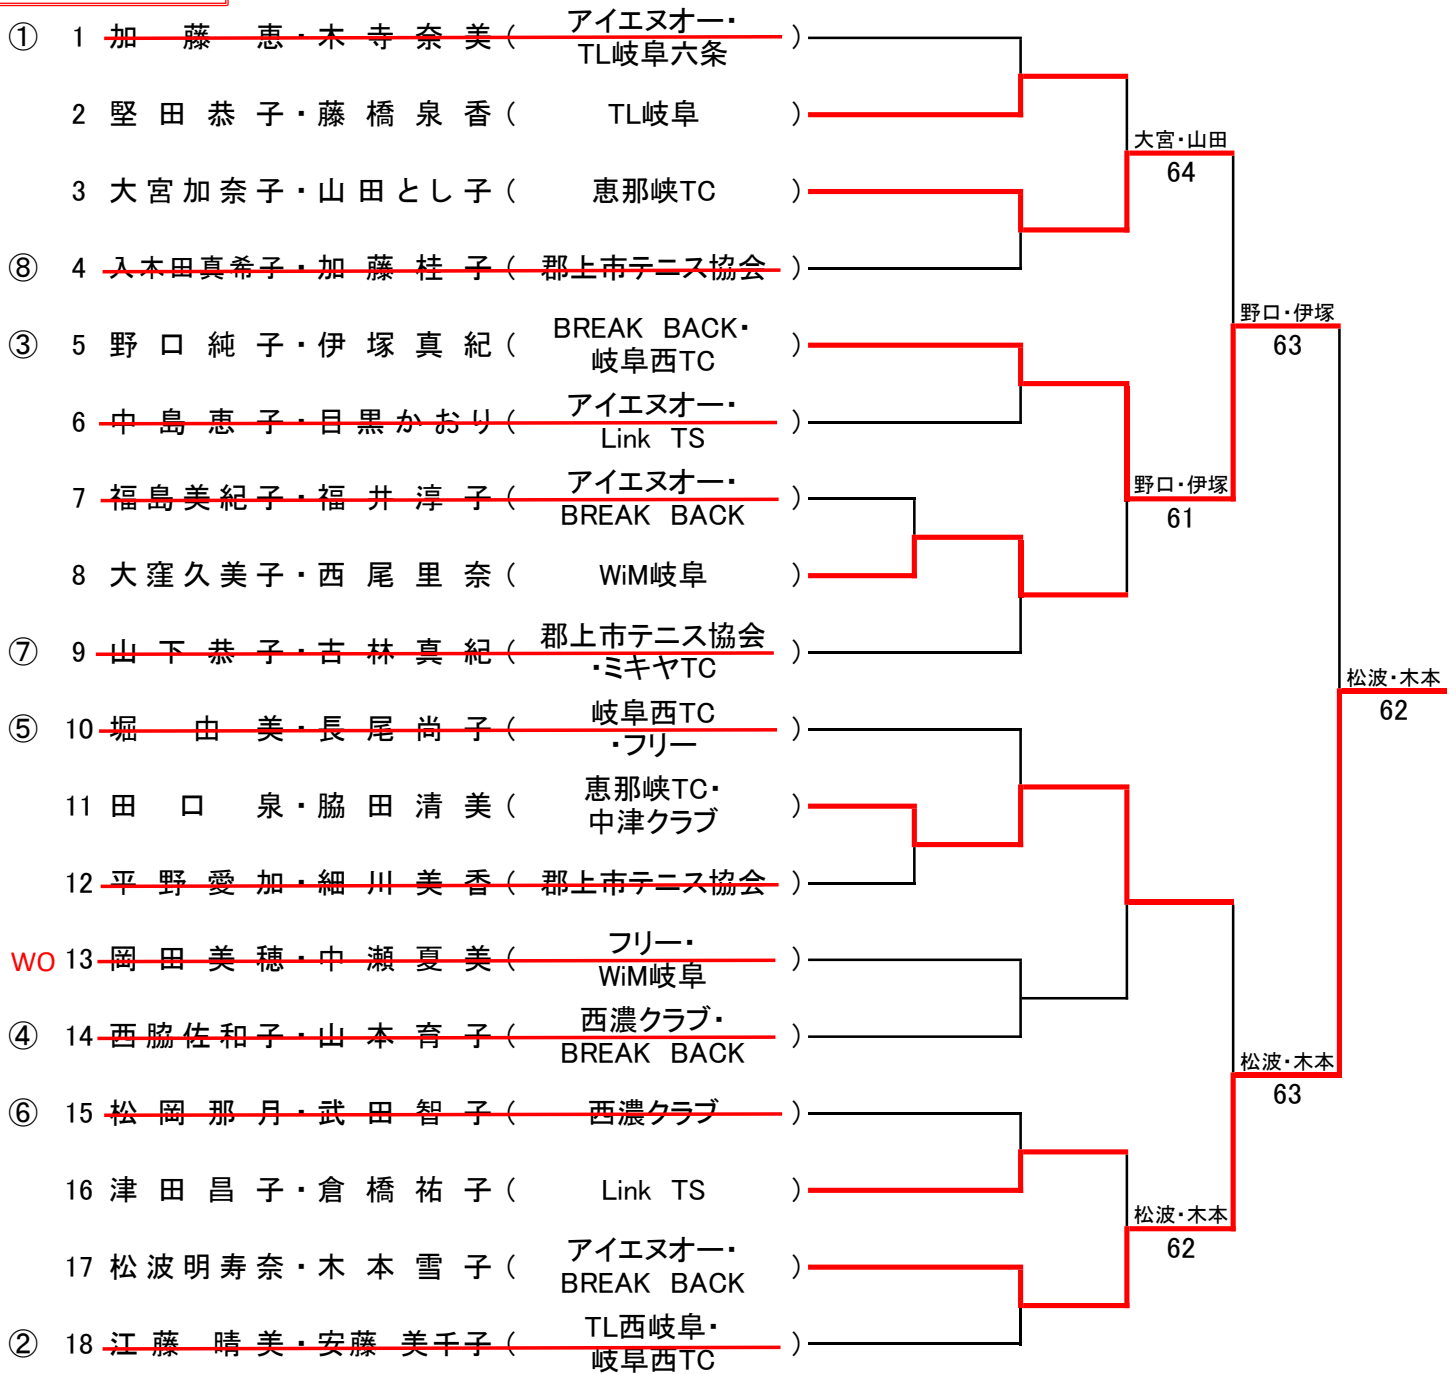 ① 1 加藤恵・木寺奈美 ( アイエヌオー・TL岐阜六条 )
2 堅田恭子・藤橋泉香 ( TL岐阜 )
大宮・山田
64
3 大宮加奈子・山田とし子 ( 恵那峡TC )
⑧ 4 入木田真希子・加藤桂子 ( 郡上市テニス協会 )
野口・伊塚
63
③ 5 野口純子・伊塚真紀 ( BREAK BACK・岐阜西TC )
6 中島恵子・目黒かおり ( アイエヌオー・Link TS )
7 福島美紀子・福井淳子 ( アイエヌオー・BREAK BACK )
野口・伊塚
61
8 大窪久美子・西尾里奈 ( WiM岐阜 )
⑦ 9 山下恭子・古林真紀 ( 郡上市テニス協会・ミキヤTC )
松波・木本
62
⑤ 10 堀由美・長尾尚子 ( 岐阜西TC・フリー )
11 田口泉・脇田清美 ( 恵那峡TC・中津クラブ )
12 平野愛加・細川美香 ( 郡上市テニス協会 )
WO 13 岡田美穂・中瀬夏美 ( フリー・WiM岐阜 )
④ 14 西脇佐和子・山本育子 ( 西濃クラブ・BREAK BACK )
松波・木本
63
⑥ 15 松岡那月・武田智子 ( 西濃クラブ )
16 津田昌子・倉橋祐子 ( Link TS )
松波・木本
62
17 松波明寿奈・木本雪子 ( アイエヌオー・BREAK BACK )
② 18 江藤晴美・安藤美千子 ( TL西岐阜・岐阜西TC )